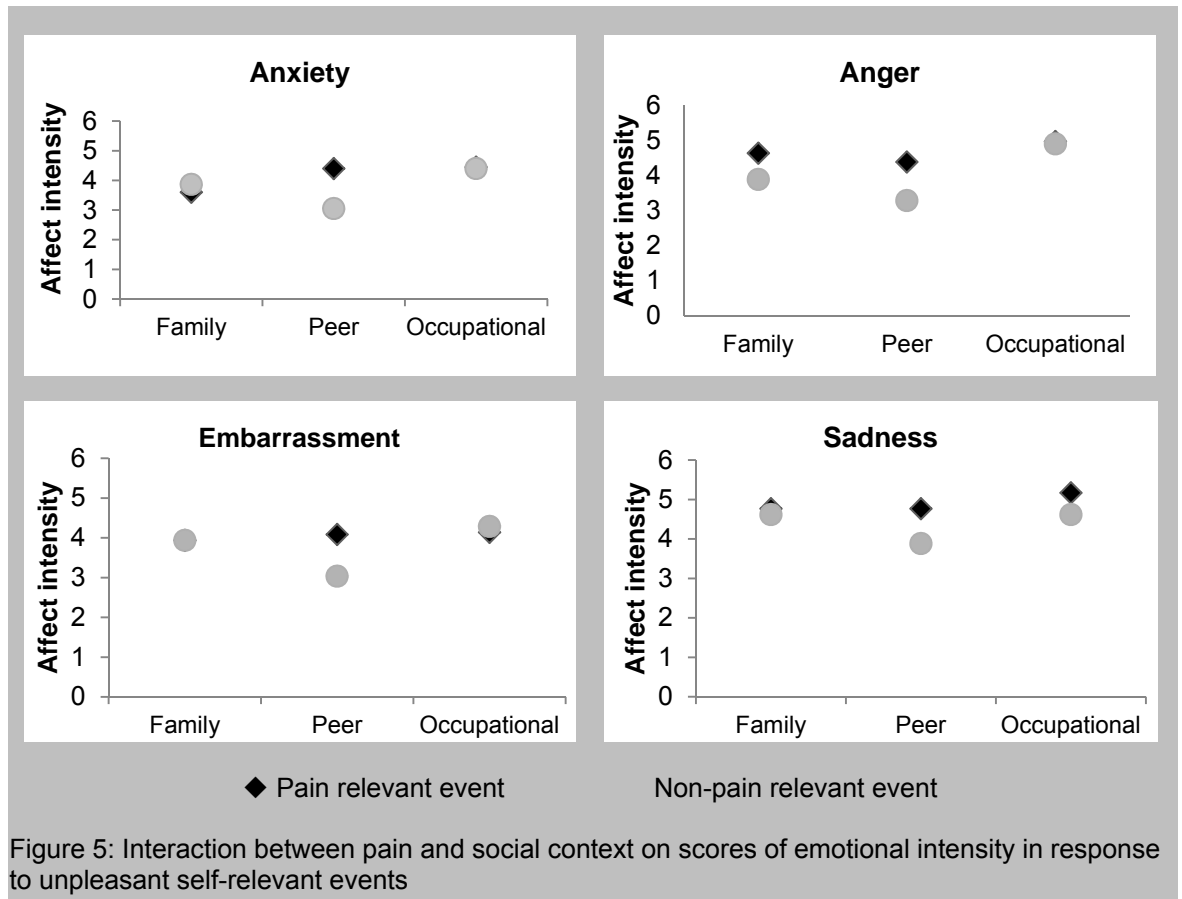 Anxiety
Affect intensity
6
5
4
3
2
1
0
Family Peer Occupational
Anger
Affect intensity
6
5
4
3
2
1
0
Family Peer Occupational
Embarrassment
Affect intensity
6
5
4
3
2
1
0
Family Peer Occupational
Sadness
Affect intensity
6
5
4
3
2
1
0
Family Peer Occupational
Pain relevant event Non-pain relevant event
Figure 5: Interaction between pain and social context on scores of emotional intensity in response
to unpleasant self-relevant events